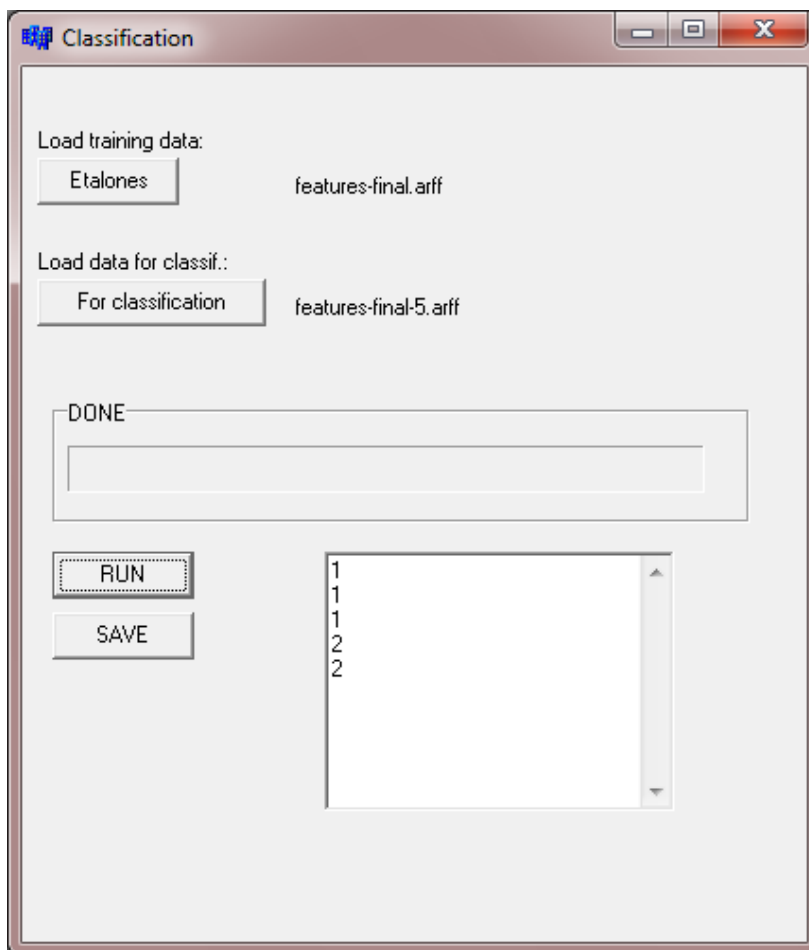 Classification
Load training data:
Etalones
features-final.arff
Load data for classif.:
For classification
features-final-5.arff
DONE
RUN
SAVE
1
1
1
2
2